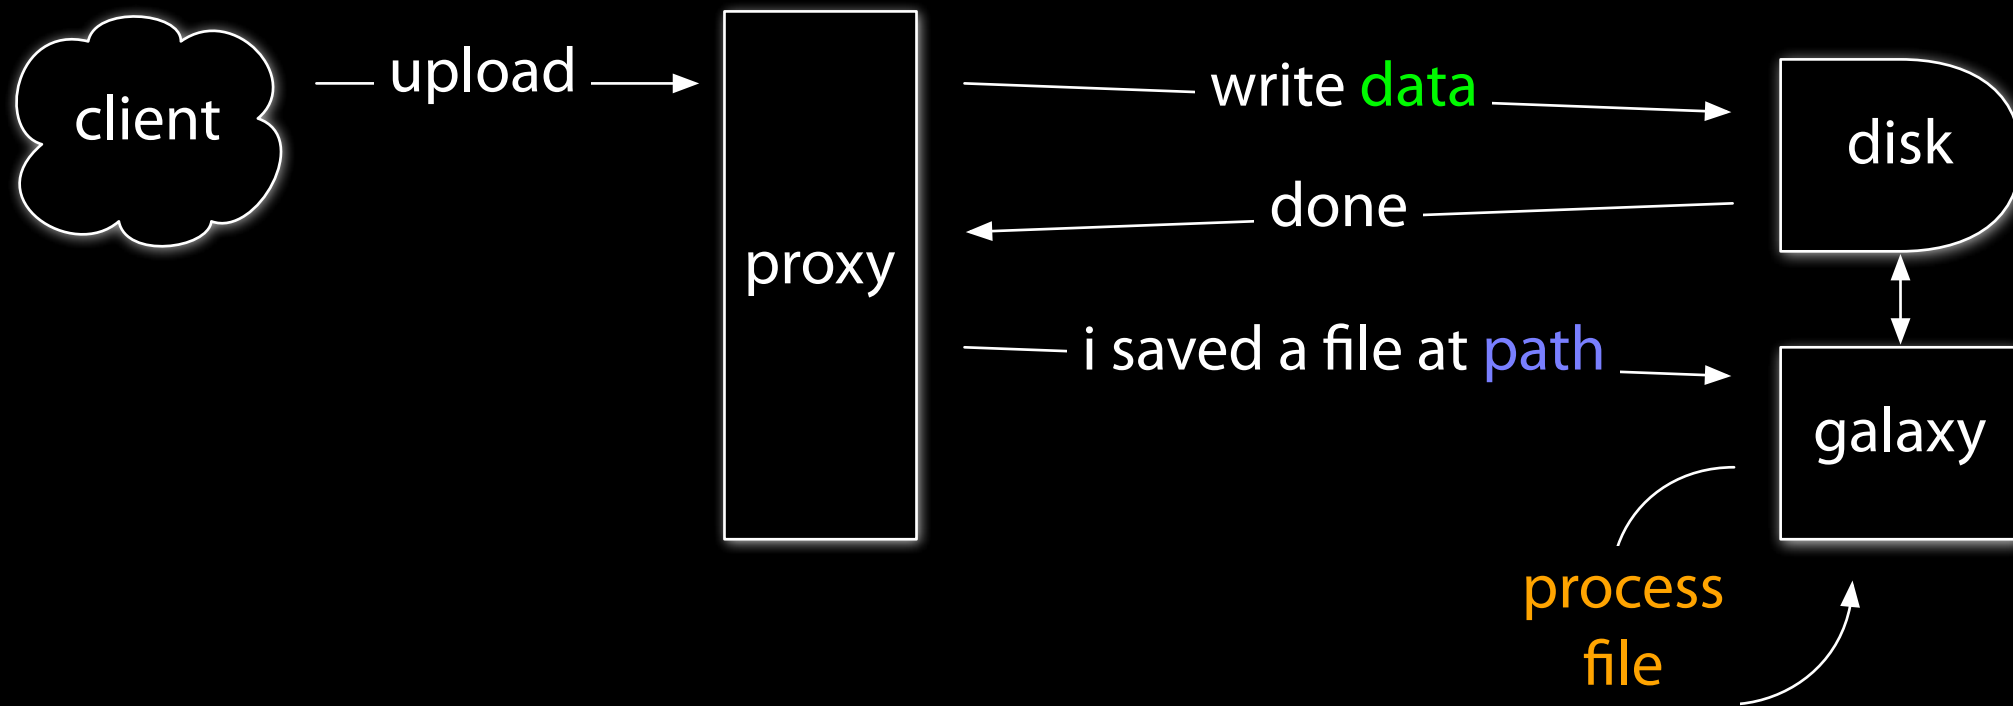 client
upload
proxy
write data
disk
done
i saved a file at path
galaxy
process
file